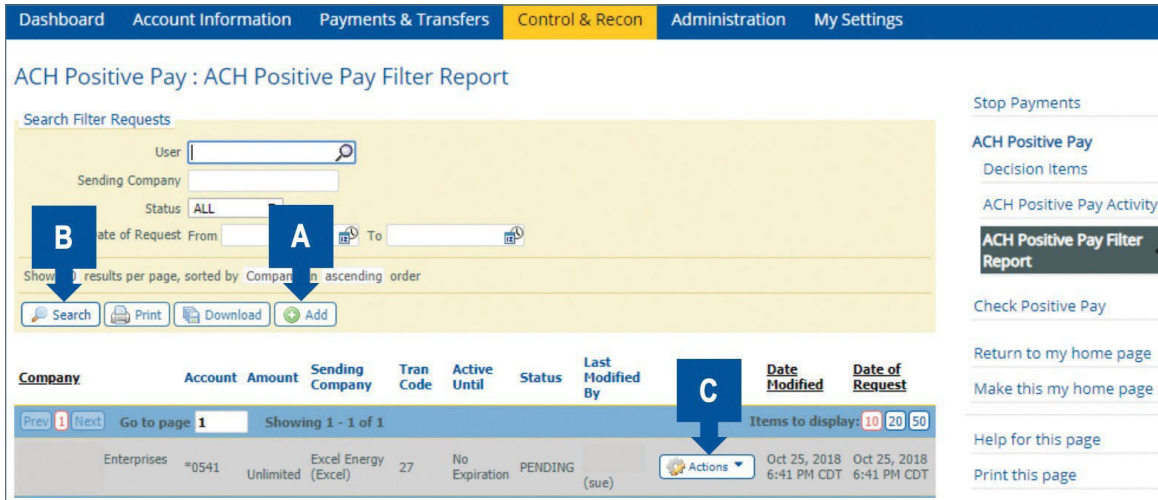 Dashboard Account Information Payments & Transfers Control & Recon Administration My Settings
ACH Positive Pay : ACH Positive Pay Filter Report
Search Filter Requests
User
Sending Company
Status ALL
B
ate of Request From
A
To
Show 0 results per page, sorted by Compan n ascending order
Search Print Download Add
Company Account Amount Sending Company Tran Code Active Until Status Last Modified By
C
Date Modified Date of Request
Prev 1 Next Go to page 1 Showing 1 - 1 of 1 Items to display: 10 20 50
Enterprises *0541 Unlimited Excel Energy (Excel) 27 No Expiration PENDING (sue) Actions Oct 25, 2018 6:41 PM CDT Oct 25, 2018 6:41 PM CDT
Stop Payments
ACH Positive Pay
Decision Items
ACH Positive Pay Activity
ACH Positive Pay Filter
Report
Check Positive Pay
Return to my home page
Make this my home page
Help for this page
Print this page